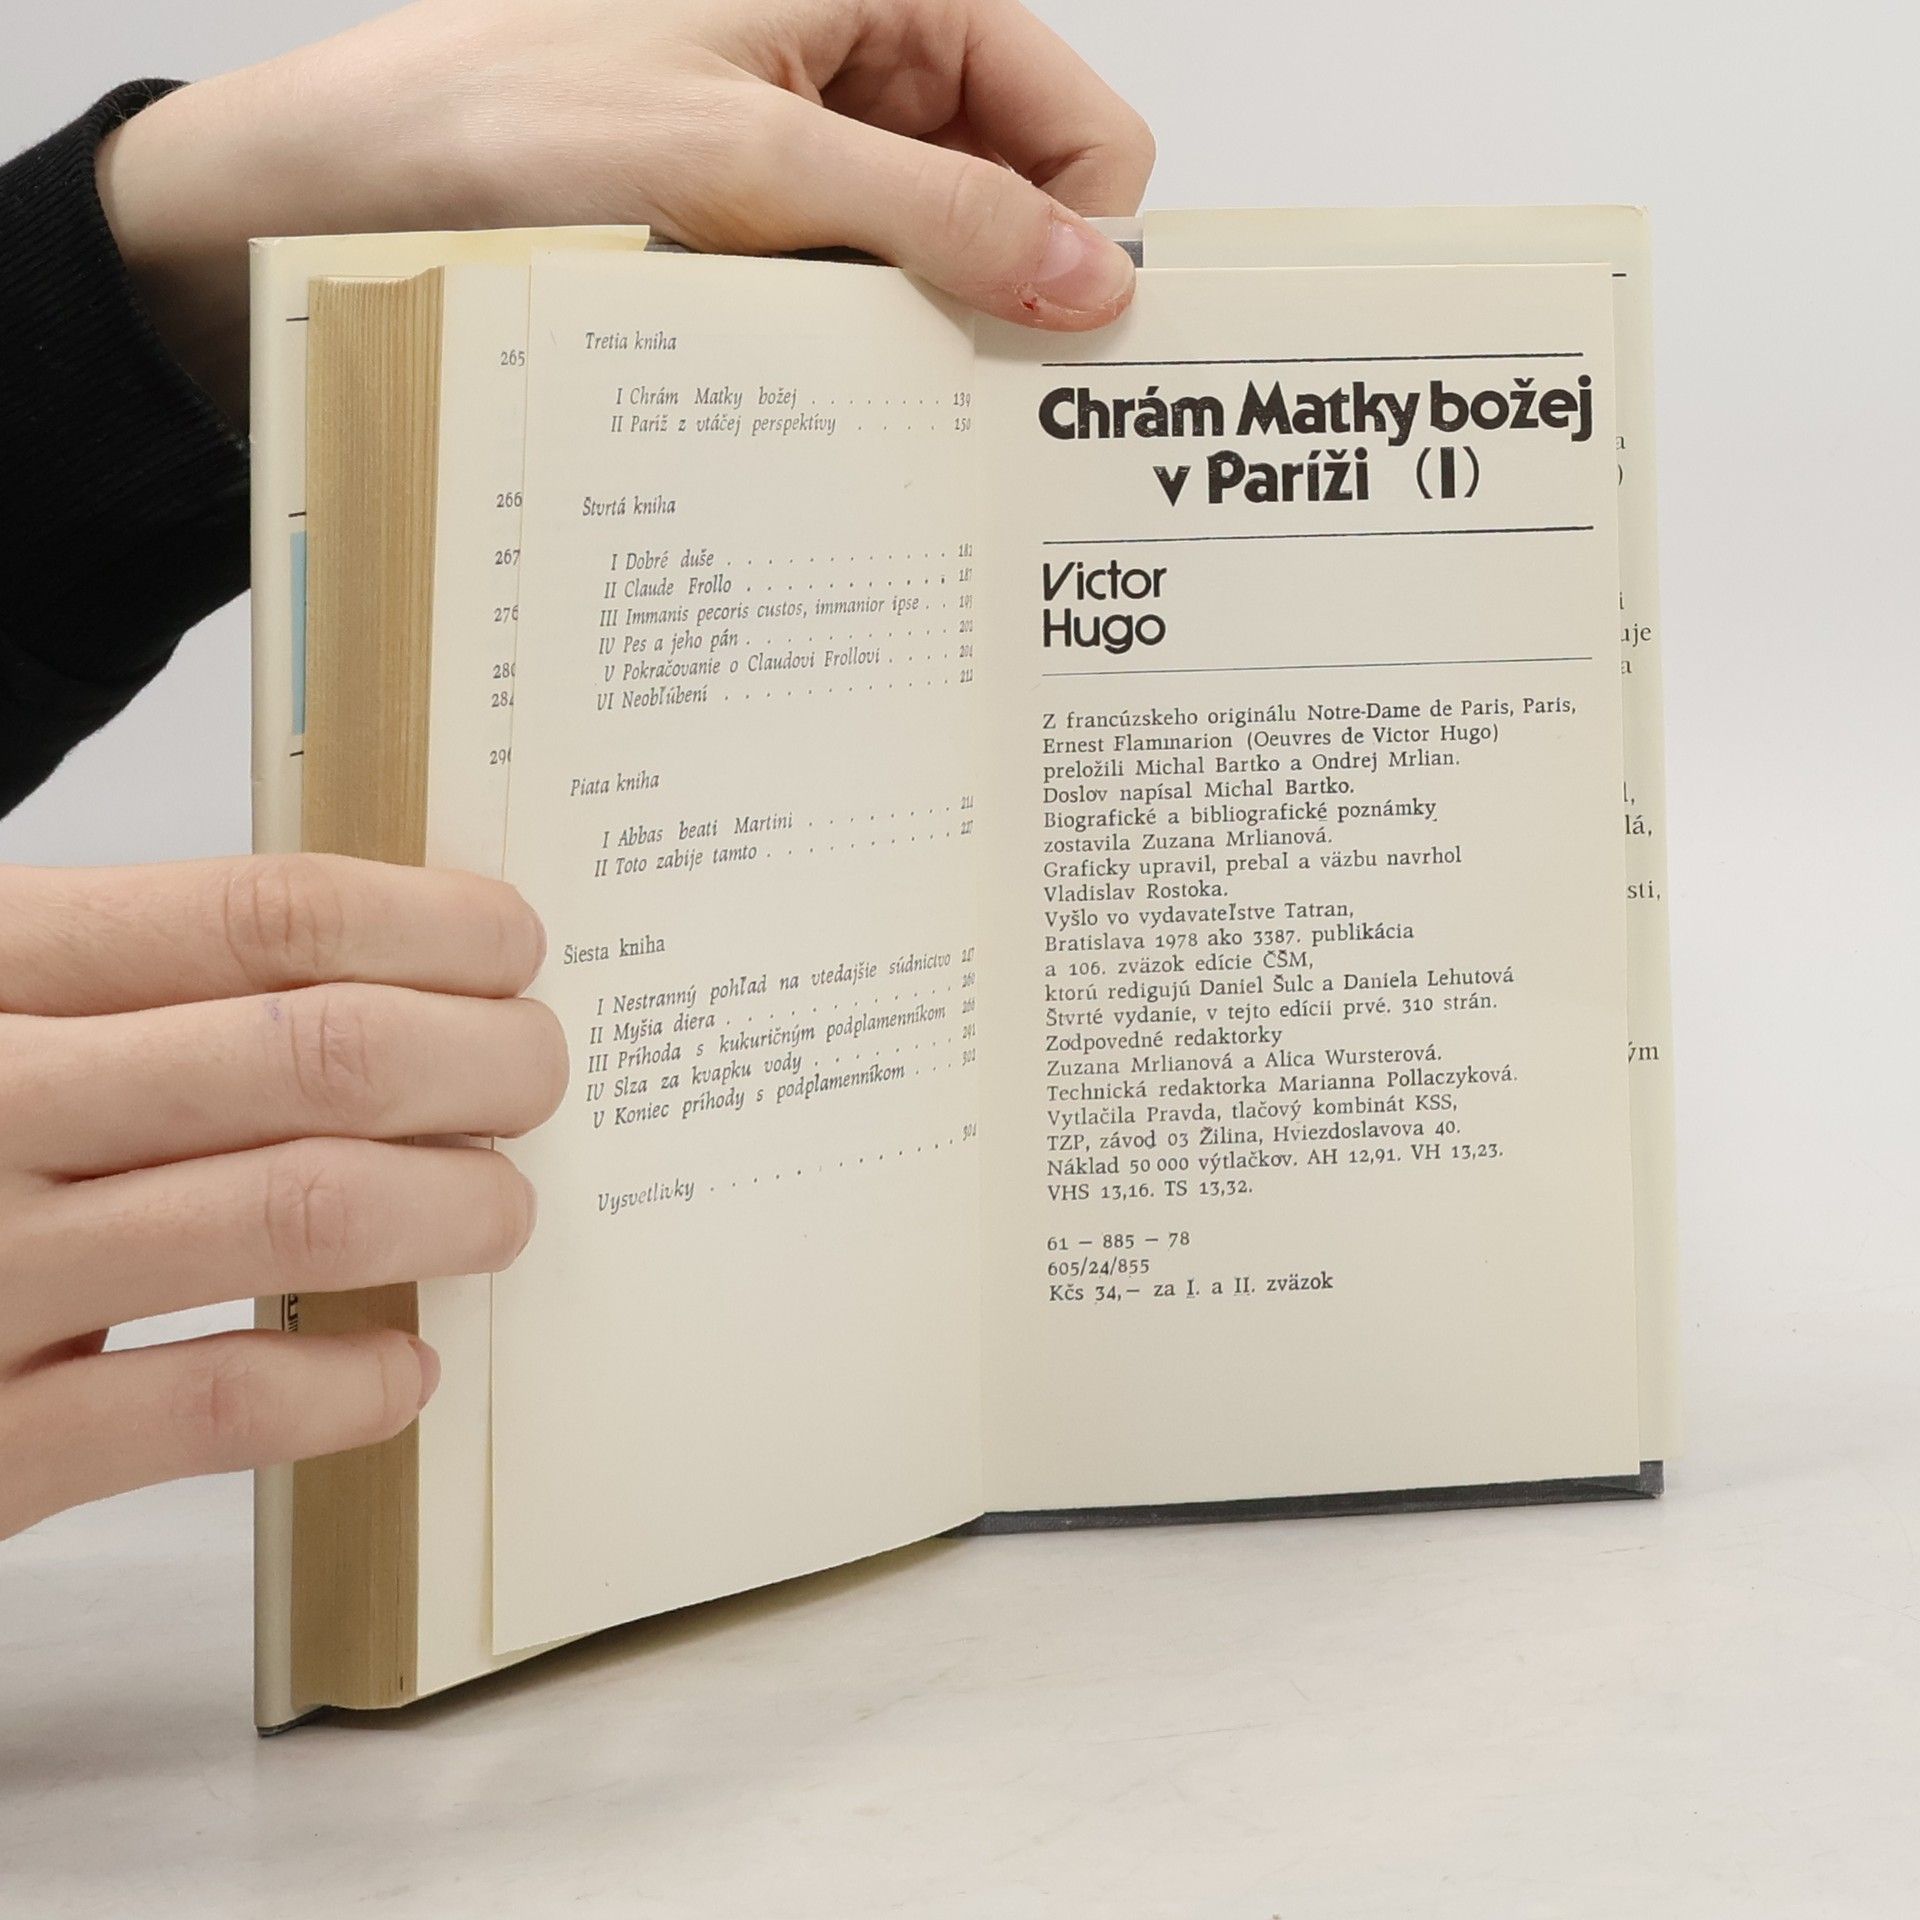 265
266
267
276
Tretia kniha
I Chrám Matky božej . . . . . . . . 139
II Paríž z vtáčej perspektívy . . . . 150
Štvrtá kniha
I Dobré duše . . . . . . . . . . .
II Claude Frollo . . . . . . . . . . .
III Immanis pecoris custos, immanior ipse . .
IV Pes a jeho pán . . . . . . . . . .
V Pokračovanie o Claudovi Frollovi . . . .
VI Neobľúbení . . . . . . . . . . .
Piata kniha
I Abbas beati Martini . . . . . . . .
II Toto zabije tamto . . . . . . . . .
Šiesta kniha
I Nestranný pohľad na vtedajšie súdnictvo
II Myšia diera . . . . . . . . . .
III Príhoda s kukuričným podplamenníkom
IV Slza za kvapku vody . . . . . . .
V Koniec príhody s podplamenníkom . . .
Vysvetlivky . . . . . . . . . . .
Chrám Matky božej
v Paríži (I)
Victor
Hugo
Z francúzskeho originálu Notre-Dame de Paris, Paris,
Ernest Flammarion (Oeuvres de Victor Hugo)
preložili Michal Bartko a Ondrej Mrlian.
Doslov napísal Michal Bartko.
Biografické a bibliografické poznámky
zostavila Zuzana Mrlianová.
Graficky upravil, prebal a väzbu navrhol
Vladislav Rostoka.
Vyšlo vo vydavateľstve Tatran,
Bratislava 1978 ako 3387. publikácia
a 106. zväzok edície ČŠM,
ktorú redigujú Daniel Šulc a Daniela Lehutová
Štvrté vydanie, v tejto edícii prvé. 310 strán.
Zodpovedné redaktorky
Zuzana Mrlianová a Alica Wursterová.
Technická redaktorka Marianna Pollaczyková.
Vytlačila Pravda, tlačový kombinát KSS,
TZP, závod 03 Žilina, Hviezdoslavova 40.
Náklad 50 000 výtlačkov. AH 12,91. VH 13,23.
VHS 13,16. TS 13,32.
61 — 885 — 78
605/24/855
Kčs 34,— za I. a II. zväzok